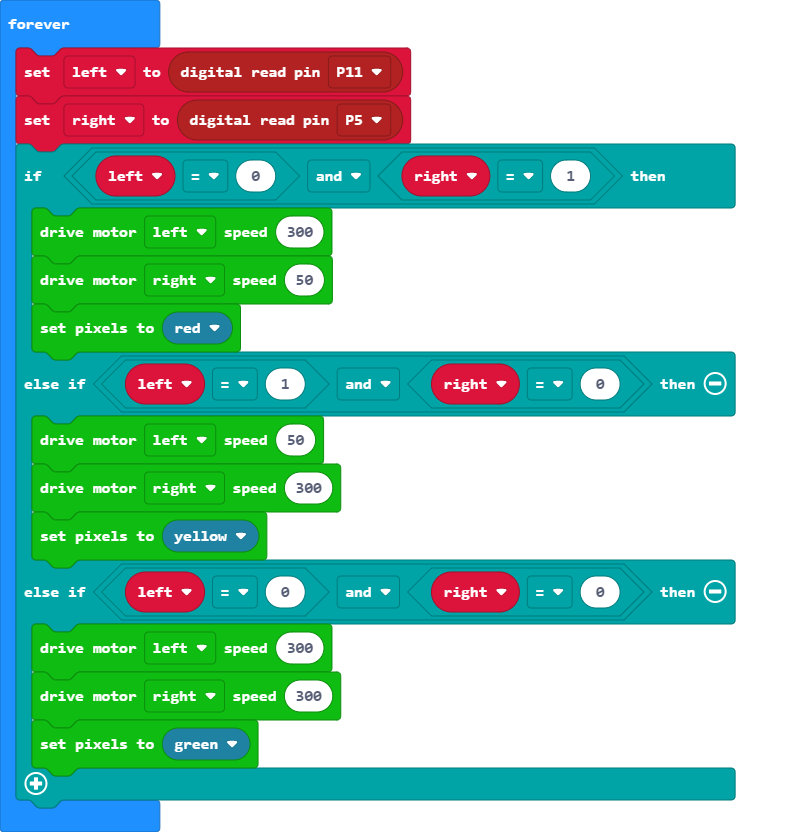 forever
set left to digital read pin P11
set right to digital read pin P5
if left = 0 and right = 1 then
drive motor left speed 300
drive motor right speed 50
set pixels to red
else if left = 1 and right = 0 then
drive motor left speed 50
drive motor right speed 300
set pixels to yellow
else if left = 0 and right = 0 then
drive motor left speed 300
drive motor right speed 300
set pixels to green